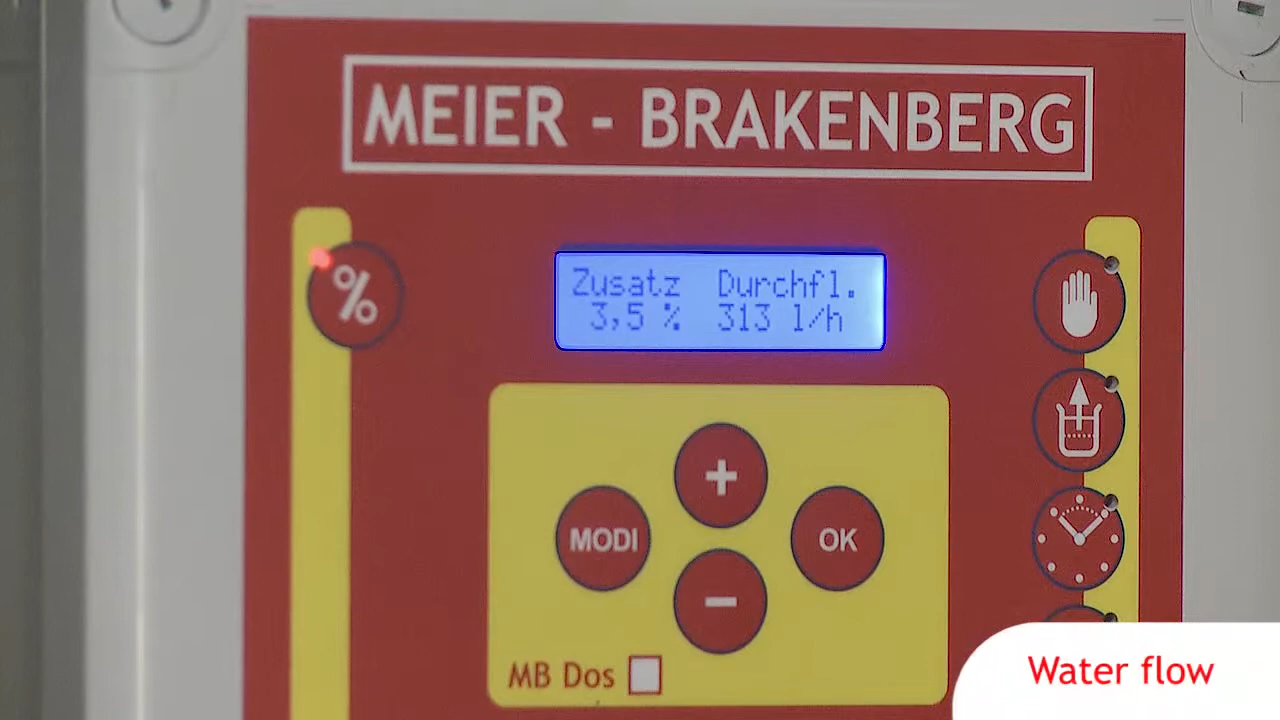 MEIER - BRAKENBERG
%
Zusatz Durchfl.
3,5 % 313 l/h
+
MODI OK
−
MB Dos
Water flow